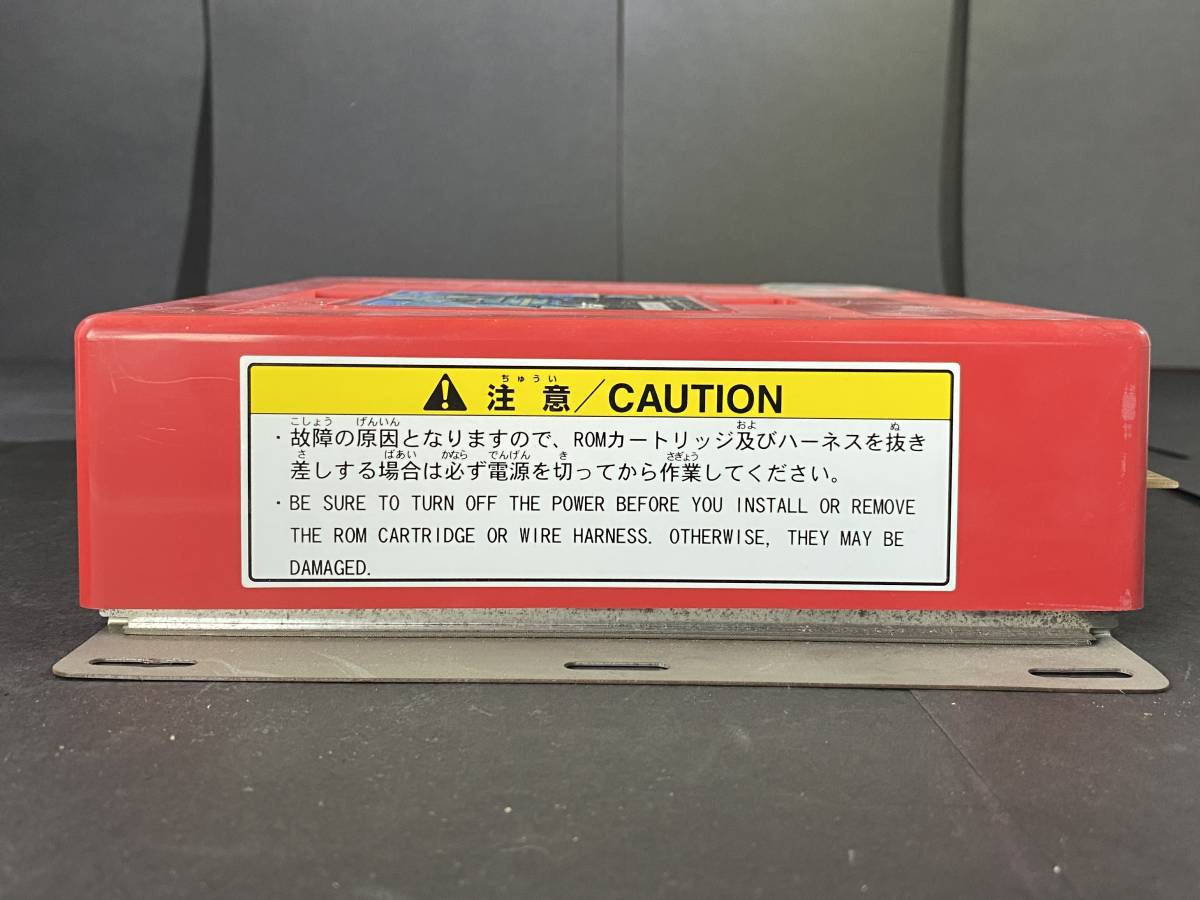 注意/CAUTION
・故障の原因となりますので、ROMカートリッジ及びハーネスを抜き
差しする場合は必ず電源を切ってから作業してください。
・BE SURE TO TURN OFF THE POWER BEFORE YOU INSTALL OR REMOVE
THE ROM CARTRIDGE OR WIRE HARNESS. OTHERWISE, THEY MAY BE
DAMAGED.